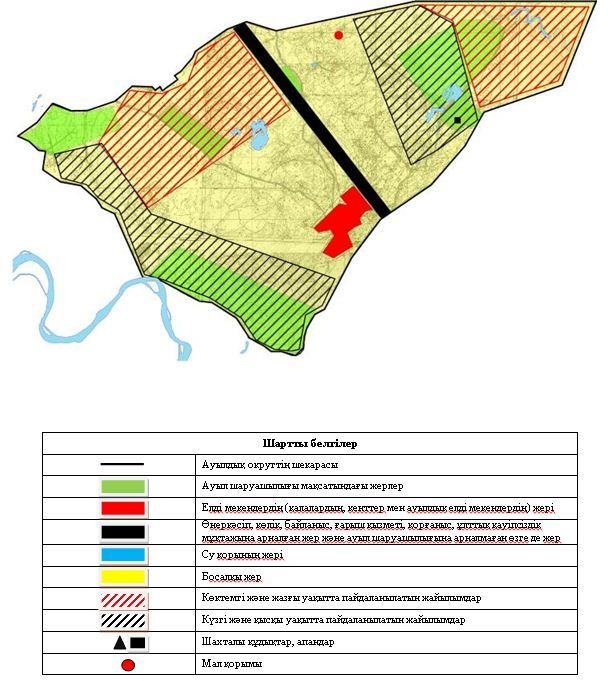 Шартты белгілер
Ауылдық округтің шекарасы
Ауыл шаруашылығы мақсатындағы жерлер
Елді мекендердің (қалалардың, кенттер мен ауылдық елді мекендердің) жері
Өнеркәсіп, көлік, байланыс, ғарыш қызметі, қорғаныс, ұлттық қауіпсіздік
мұқтажына арналған жер және ауыл шаруашылығына арналмаған өзге де жер
Су қорының жері
Босалқы жер
Көктемгі және жазғы уақытта пайдаланылатын жайылымдар
Күзгі және қысқы уақытта пайдаланылатын жайылымдар
Шахталы құдықтар, апандар
Мал қорымы